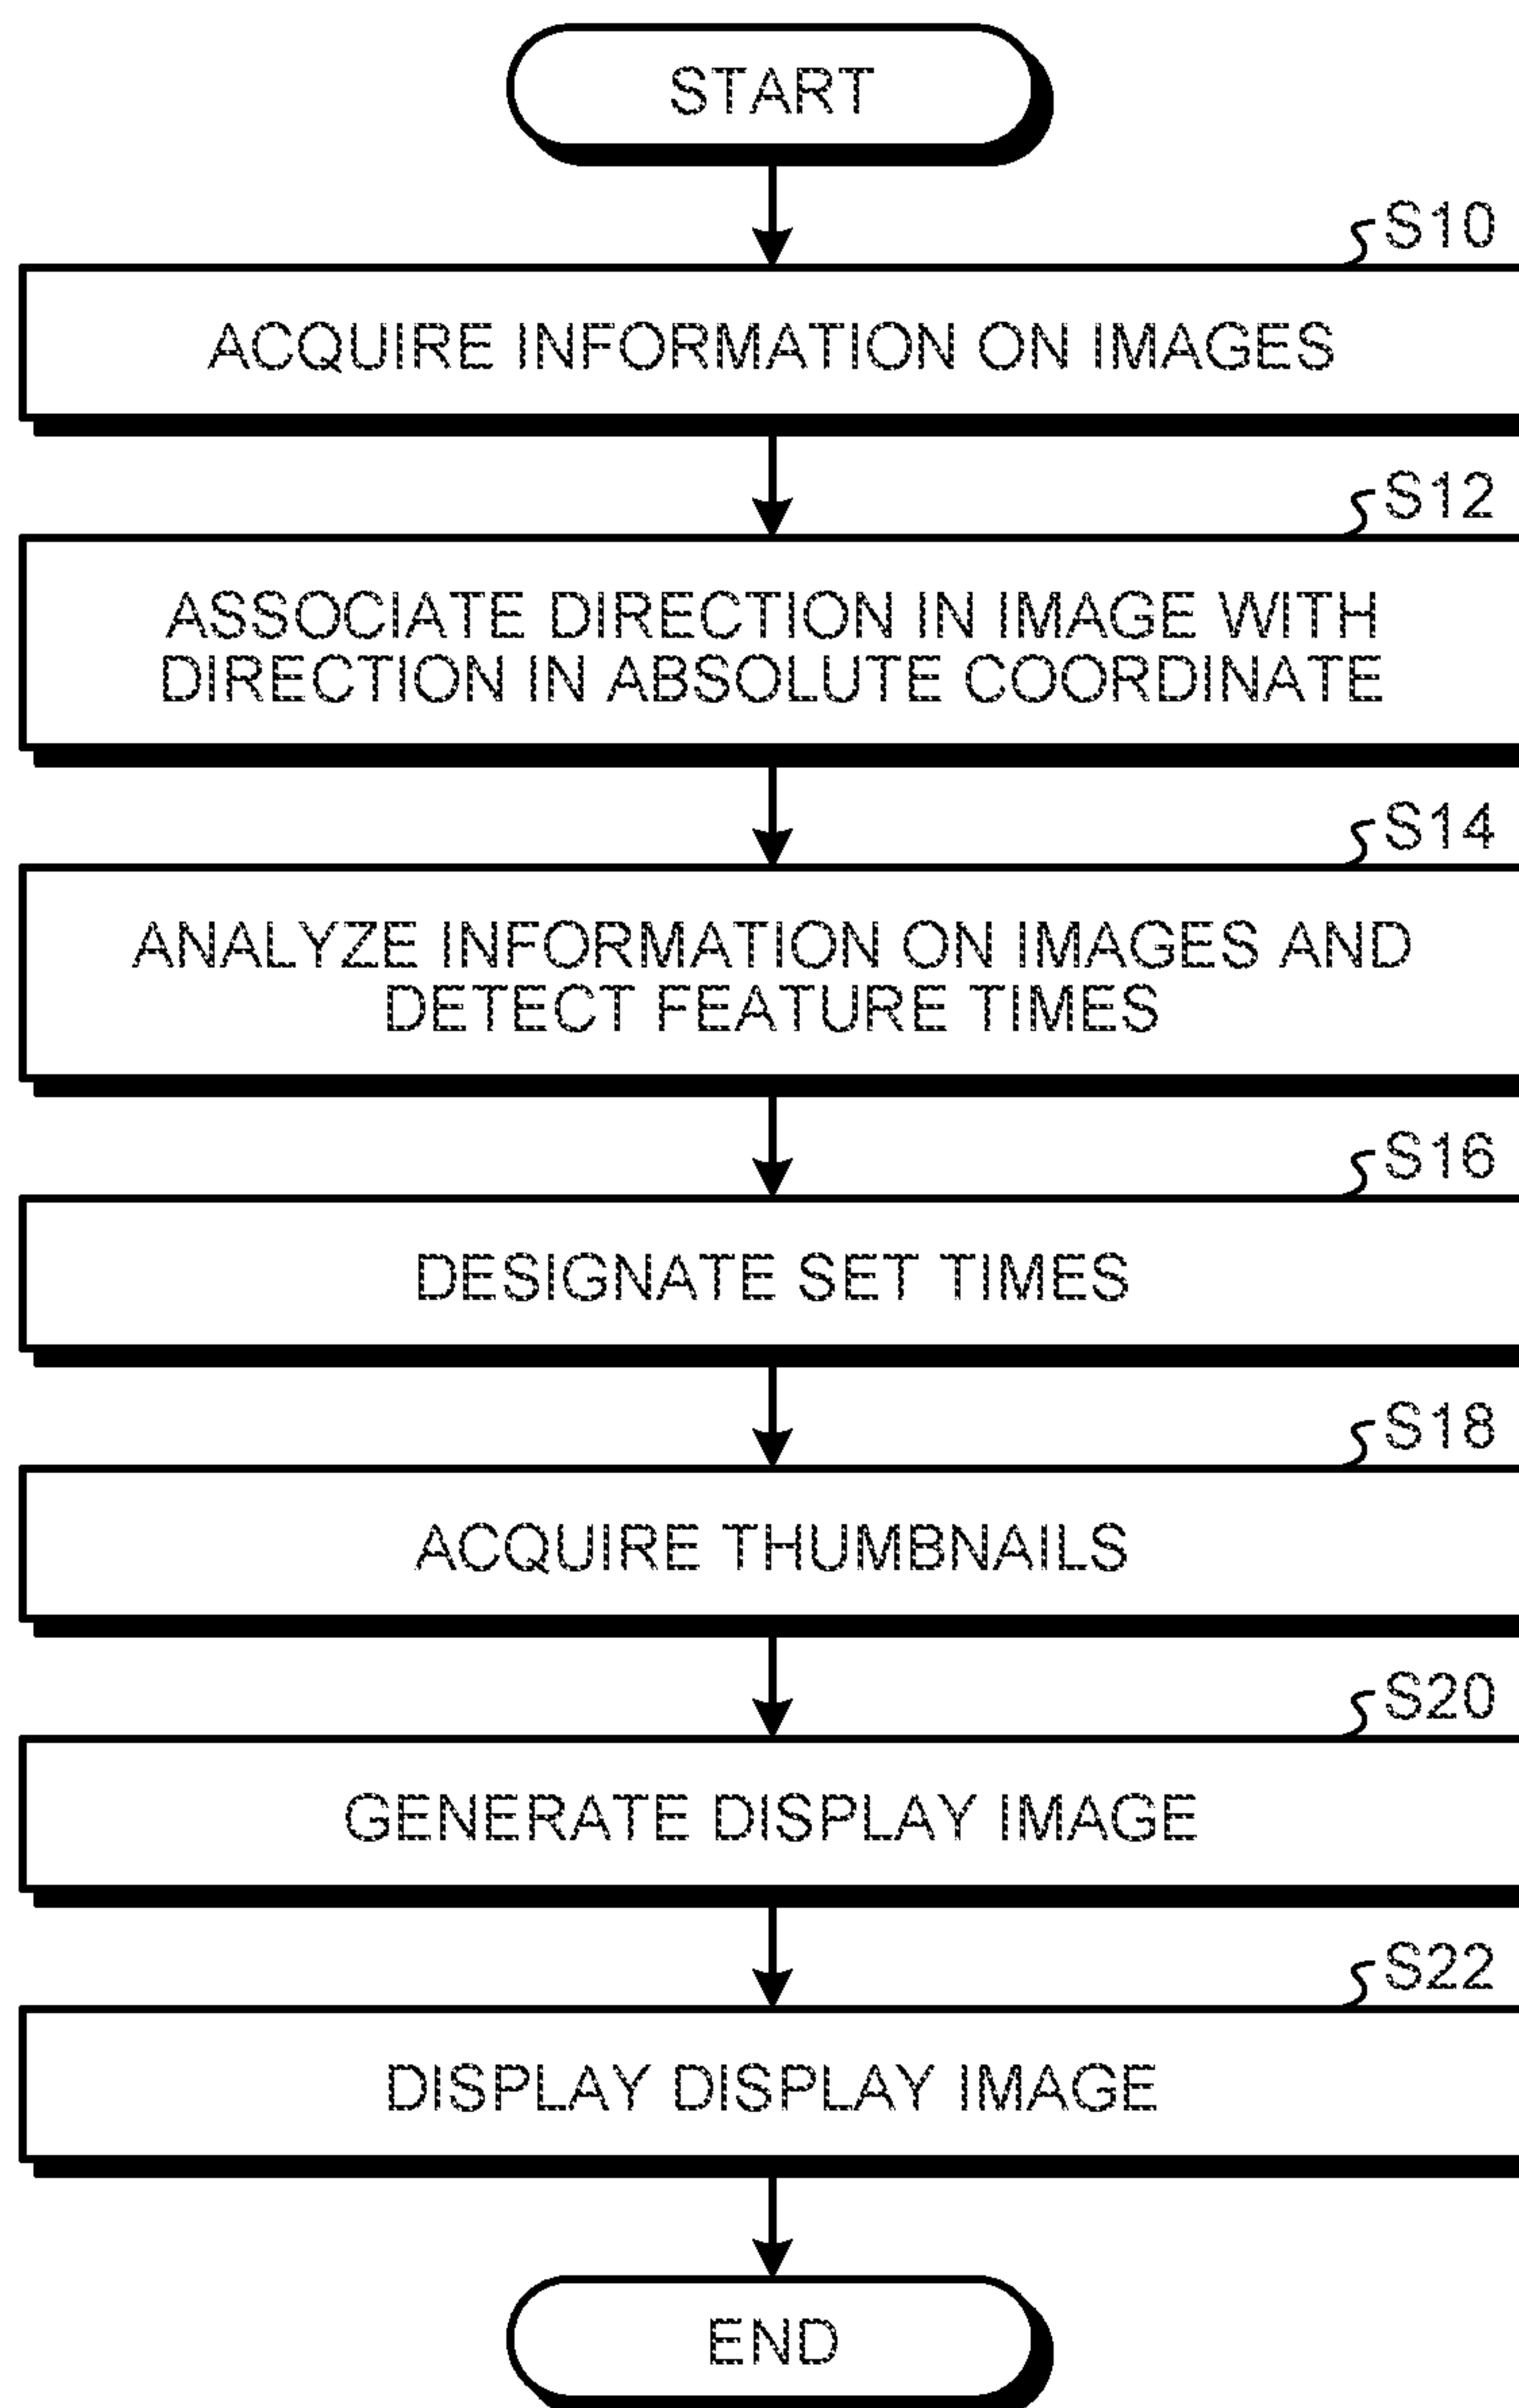 START
S10
ACQUIRE INFORMATION ON IMAGES
S12
ASSOCIATE DIRECTION IN IMAGE WITH
DIRECTION IN ABSOLUTE COORDINATE
S14
ANALYZE INFORMATION ON IMAGES AND
DETECT FEATURE TIMES
S16
DESIGNATE SET TIMES
S18
ACQUIRE THUMBNAILS
S20
GENERATE DISPLAY IMAGE
S22
DISPLAY DISPLAY IMAGE
END